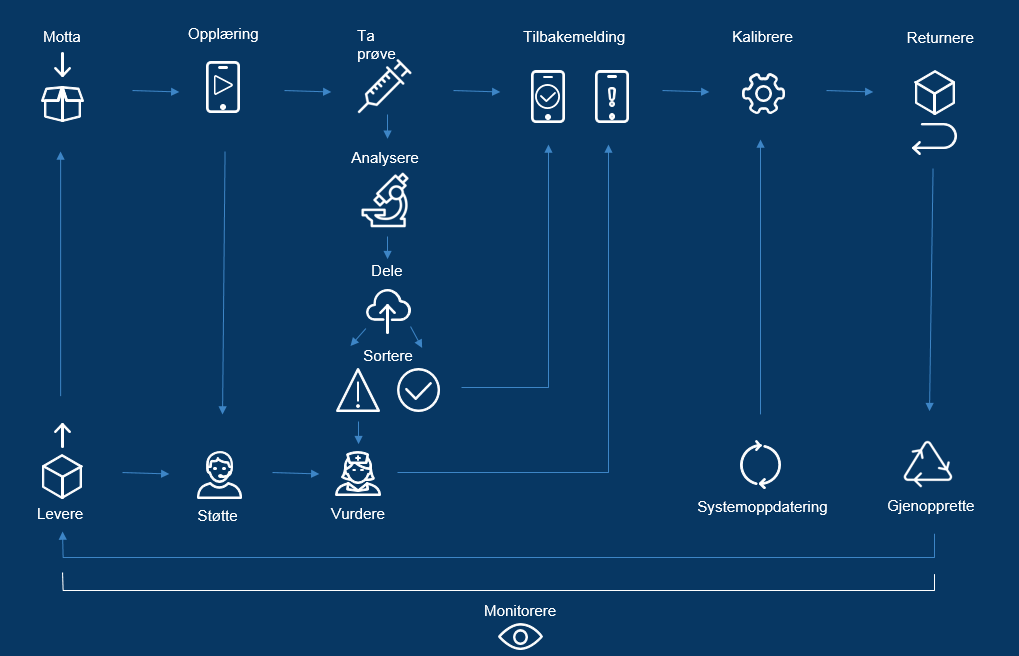 Motta
Opplæring
Ta
prøve
Tilbakemelding
Kalibrere
Returnere
Analysere
Dele
Sortere
Levere
Støtte
Vurdere
Systemoppdatering
Gjenopprette
Monitorere